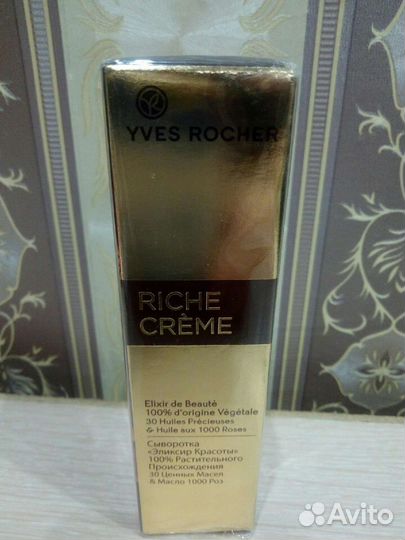 YVES ROCHER
RICHE
CRÈME
Elixir de Beauté
100% d'origine Végétale
30 Huiles Précieuses
& Huile aux 1000 Roses
Сыворотка
«Эликсир Красоты»
100% Растительного
Происхождения
30 Ценных Масел
& Масло 1000 Роз
Avito